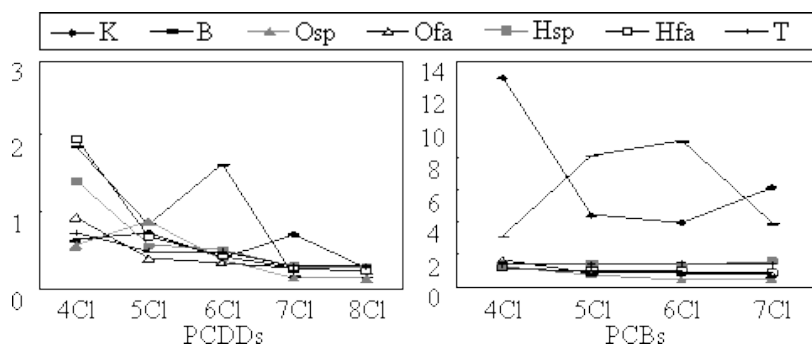 K B Osp Ofa Hsp Hfa T
3
2
1
0
4Cl 5Cl 6Cl 7Cl 8Cl
PCDDs
14
12
10
8
6
4
2
0
4Cl 5Cl 6Cl 7Cl
PCBs